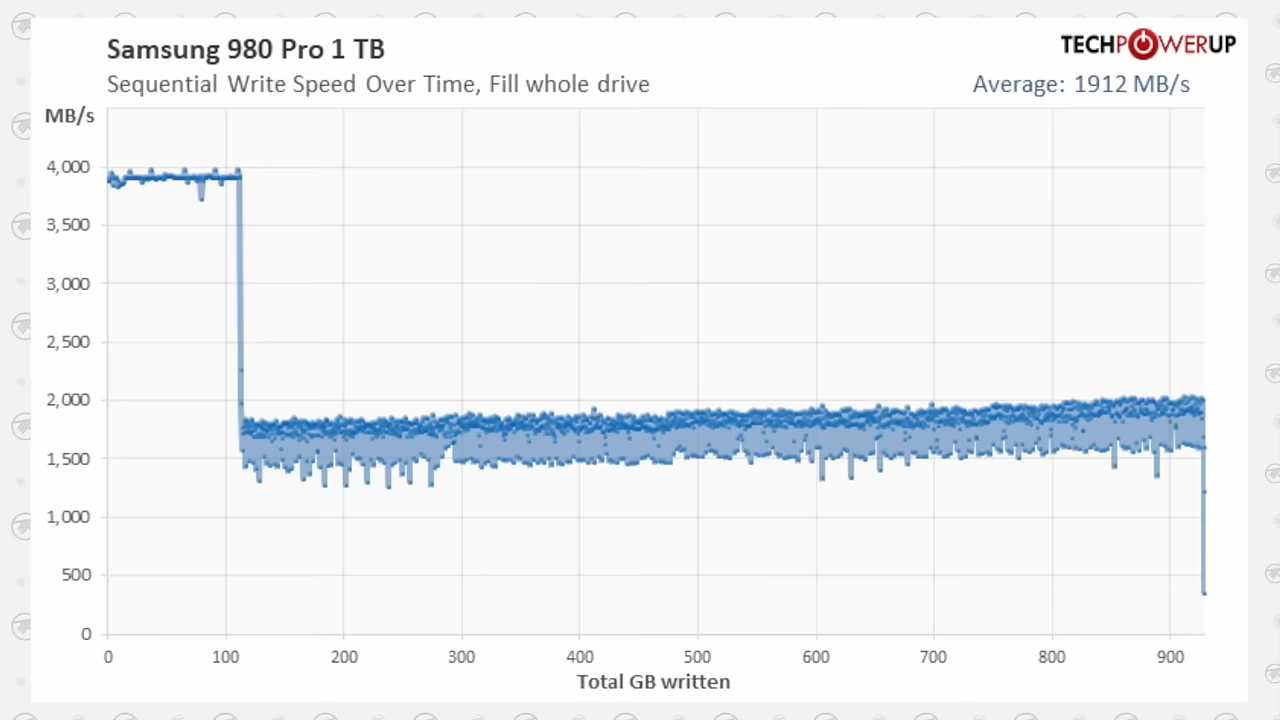 Samsung 980 Pro 1 TB
TECHPOWERUP
Sequential Write Speed Over Time, Fill whole drive
Average: 1912 MB/s
MB/s
4,000
3,500
3,000
2,500
2,000
1,500
1,000
500
0
0 100 200 300 400 500 600 700 800 900
Total GB written